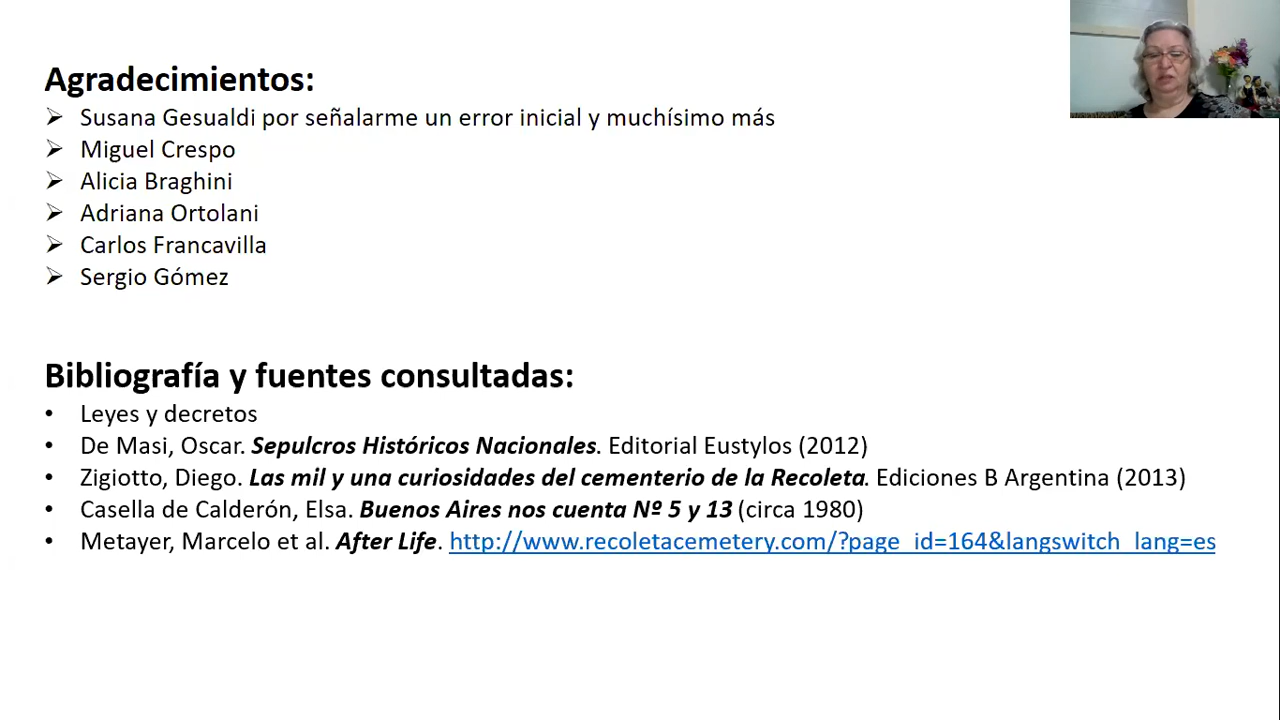 Agradecimientos:
➢ Susana Gesualdi por señalarme un error inicial y muchísimo más
➢ Miguel Crespo
➢ Alicia Braghini
➢ Adriana Ortolani
➢ Carlos Francavilla
➢ Sergio Gómez
Bibliografía y fuentes consultadas:
• Leyes y decretos
• De Masi, Oscar. Sepulcros Históricos Nacionales. Editorial Eustylos (2012)
• Zigiotto, Diego. Las mil y una curiosidades del cementerio de la Recoleta. Ediciones B Argentina (2013)
• Casella de Calderón, Elsa. Buenos Aires nos cuenta Nº 5 y 13 (circa 1980)
• Metayer, Marcelo et al. After Life. http://www.recoletacemetery.com/?page_id=164&langswitch_lang=es